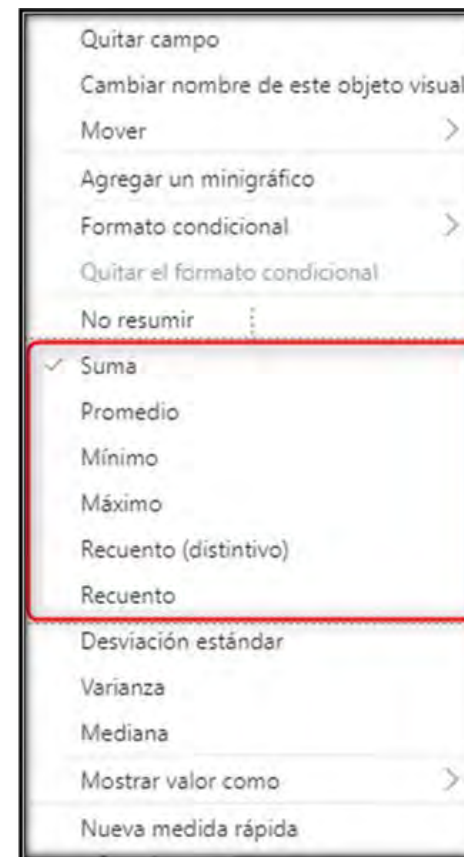 Quitar campo
Cambiar nombre de este objeto visual
Mover
Agregar un minigráfico
Formato condicional
Quitar el formato condicional
No resumir
Suma
Promedio
Mínimo
Máximo
Recuento (distintivo)
Recuento
Desviación estándar
Varianza
Mediana
Mostrar valor como
Nueva medida rápida